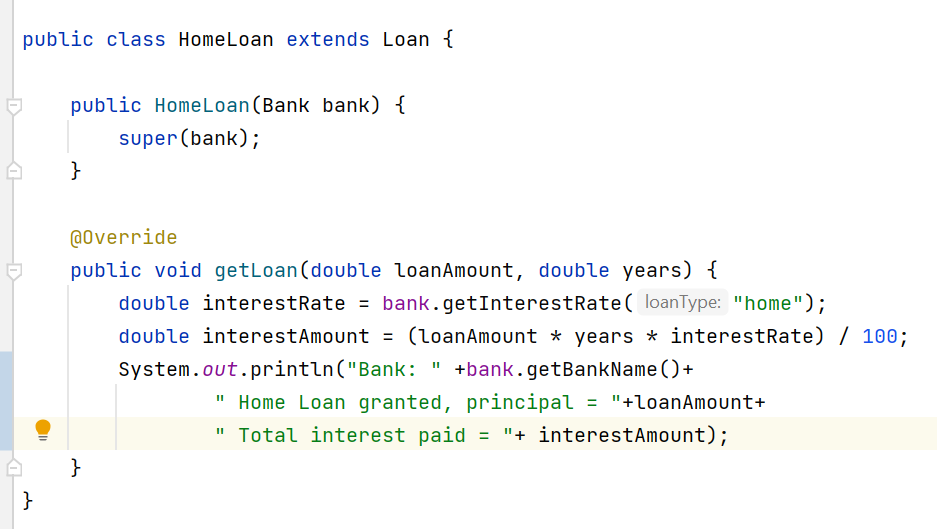 public class HomeLoan extends Loan {
public HomeLoan(Bank bank) {
super(bank);
}
@Override
public void getLoan(double loanAmount, double years) {
double interestRate = bank.getInterestRate( loanType: "home");
double interestAmount = (loanAmount * years * interestRate) / 100;
System.out.println("Bank: " +bank.getBankName()+
" Home Loan granted, principal = "+loanAmount+
" Total interest paid = "+ interestAmount);
}
}